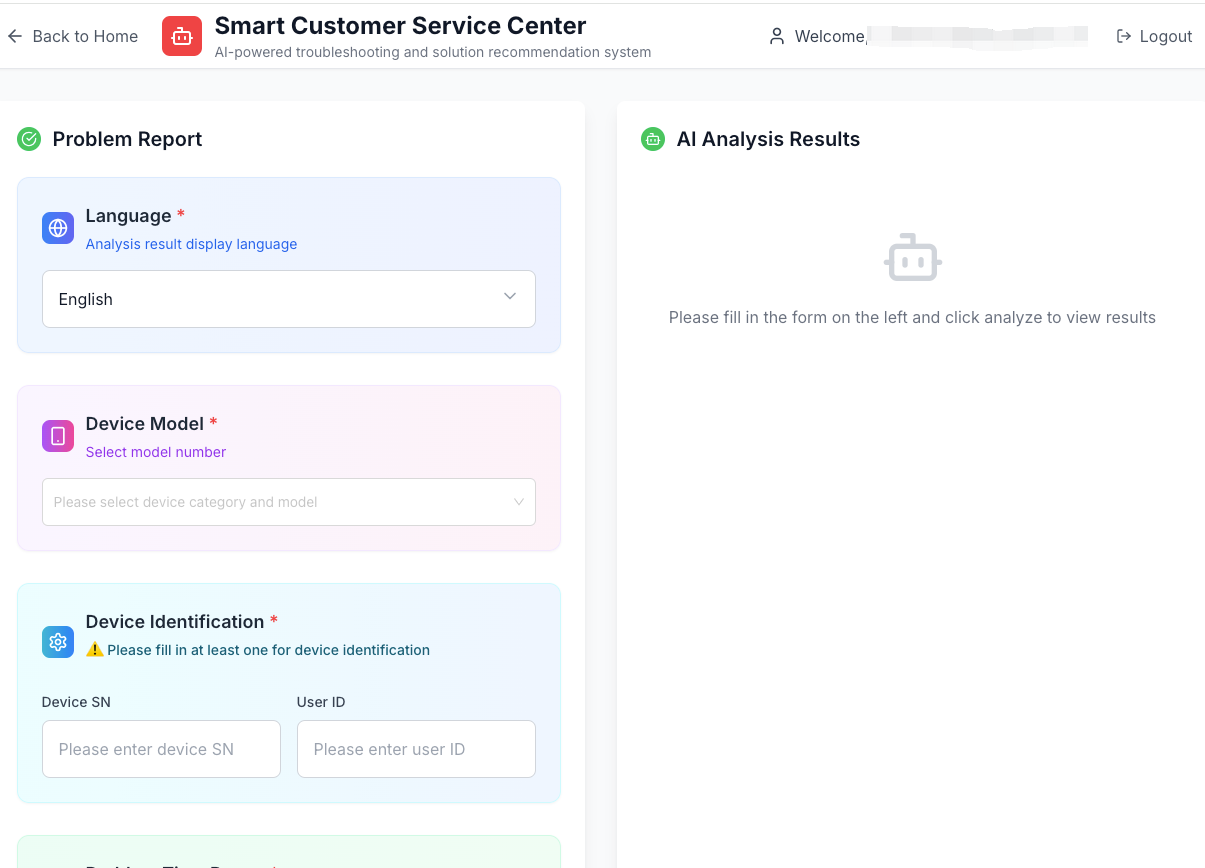 Back to Home
Smart Customer Service Center
AI-powered troubleshooting and solution recommendation system
Welcome,
Logout
Problem Report
Language *
Analysis result display language
English
Device Model *
Select model number
Please select device category and model
Device Identification *
Please fill in at least one for device identification
Device SN
User ID
Please enter device SN
Please enter user ID
AI Analysis Results
Please fill in the form on the left and click analyze to view results